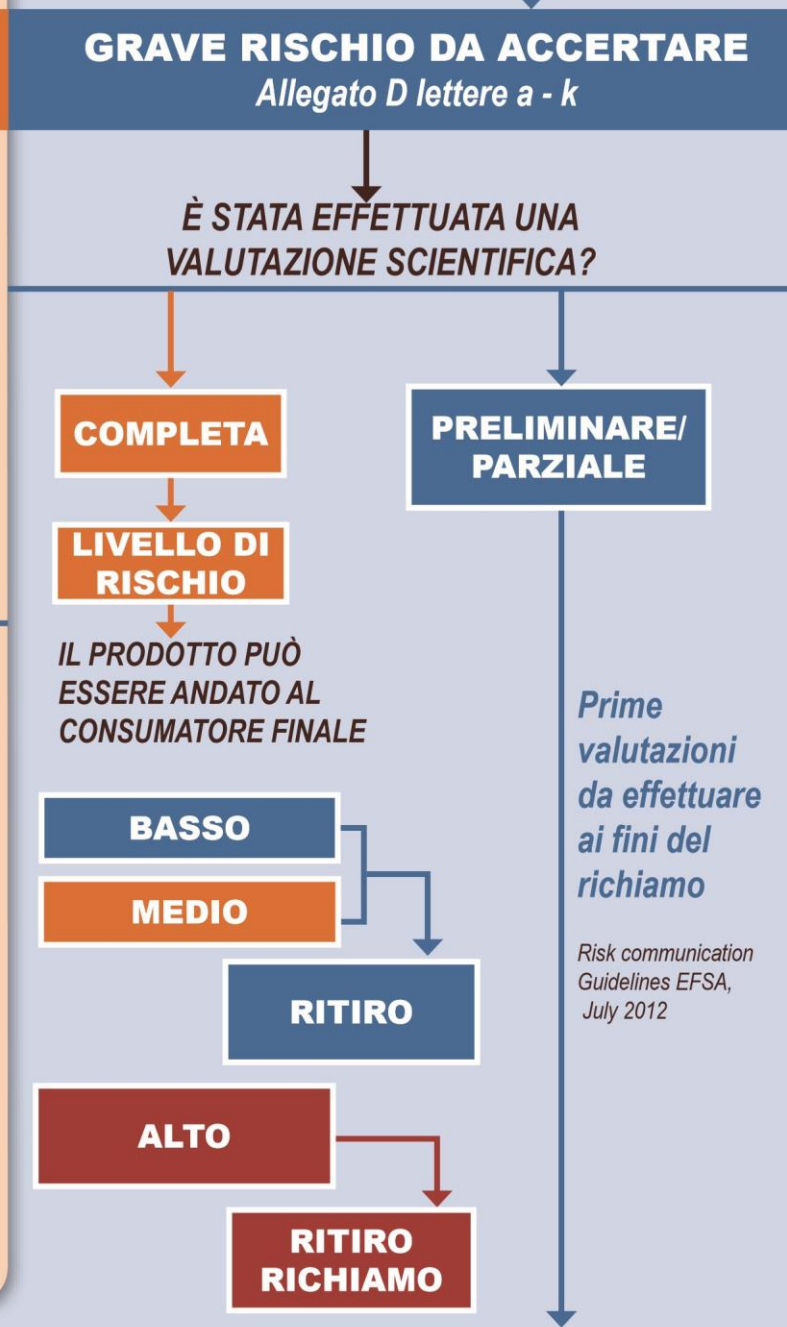 GRAVE RISCHIO DA ACCERTARE
Allegato D lettere a - k
È STATA EFFETTUATA UNA
VALUTAZIONE SCIENTIFICA?
COMPLETA
PRELIMINARE/
PARZIALE
LIVELLO DI
RISCHIO
IL PRODOTTO PUÒ
ESSERE ANDATO AL
CONSUMATORE FINALE
BASSO
MEDIO
RITIRO
ALTO
RITIRO
RICHIAMO
Prime
valutazioni
da effettuare
ai fini del
richiamo
Risk communication
Guidelines EFSA,
July 2012